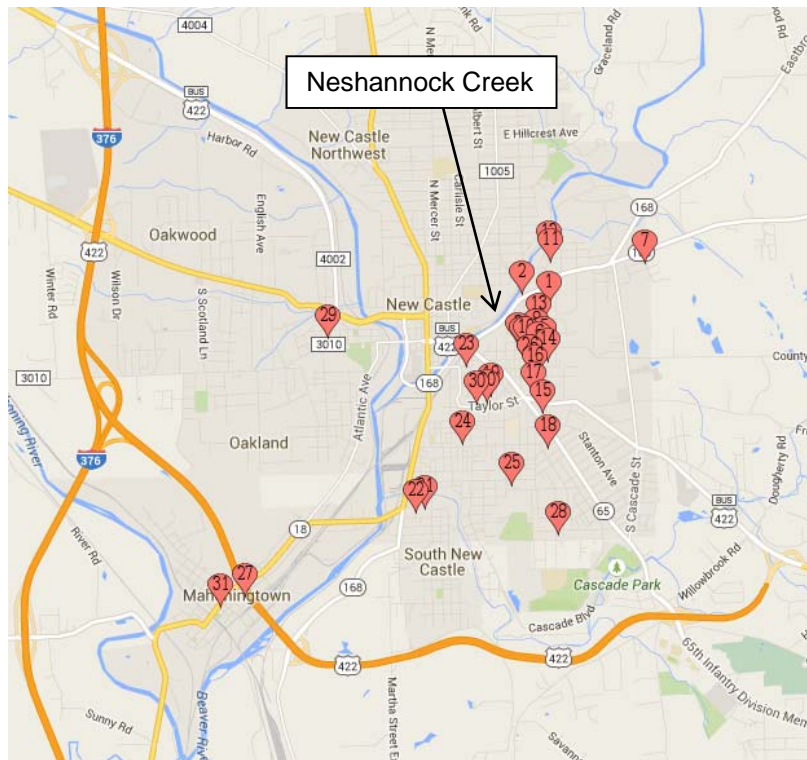 4004
Graceland Rd
BUS
422
Neshannock Creek
376
Harbor Rd
New Castle
Northwest
E Hillcrest Ave
1005
N Mercer St
N Mercer St
Carlisle St
English Ave
168
Oakwood
4002
11
7
422
Winter Rd
Wilson Dr
S Scotland Ln
2
1
13
New Castle
29
3010
BUS
422
23
14
16
3010
168
17
30
15
Taylor St
Atlantic Ave
Oakland
24
18
Stanton Ave
S Cascade St
Dougherty Rd
376
25
22
BUS
422
River Rd
18
28
65
South New
Castle
Cascade Park
Willowbrook Rd
31
27
Mahoningtown
168
Cascade Blvd
422
422
65th Infantry Division Mem
Sunny Rd
Beaver Riv
Martha Street E
Savann